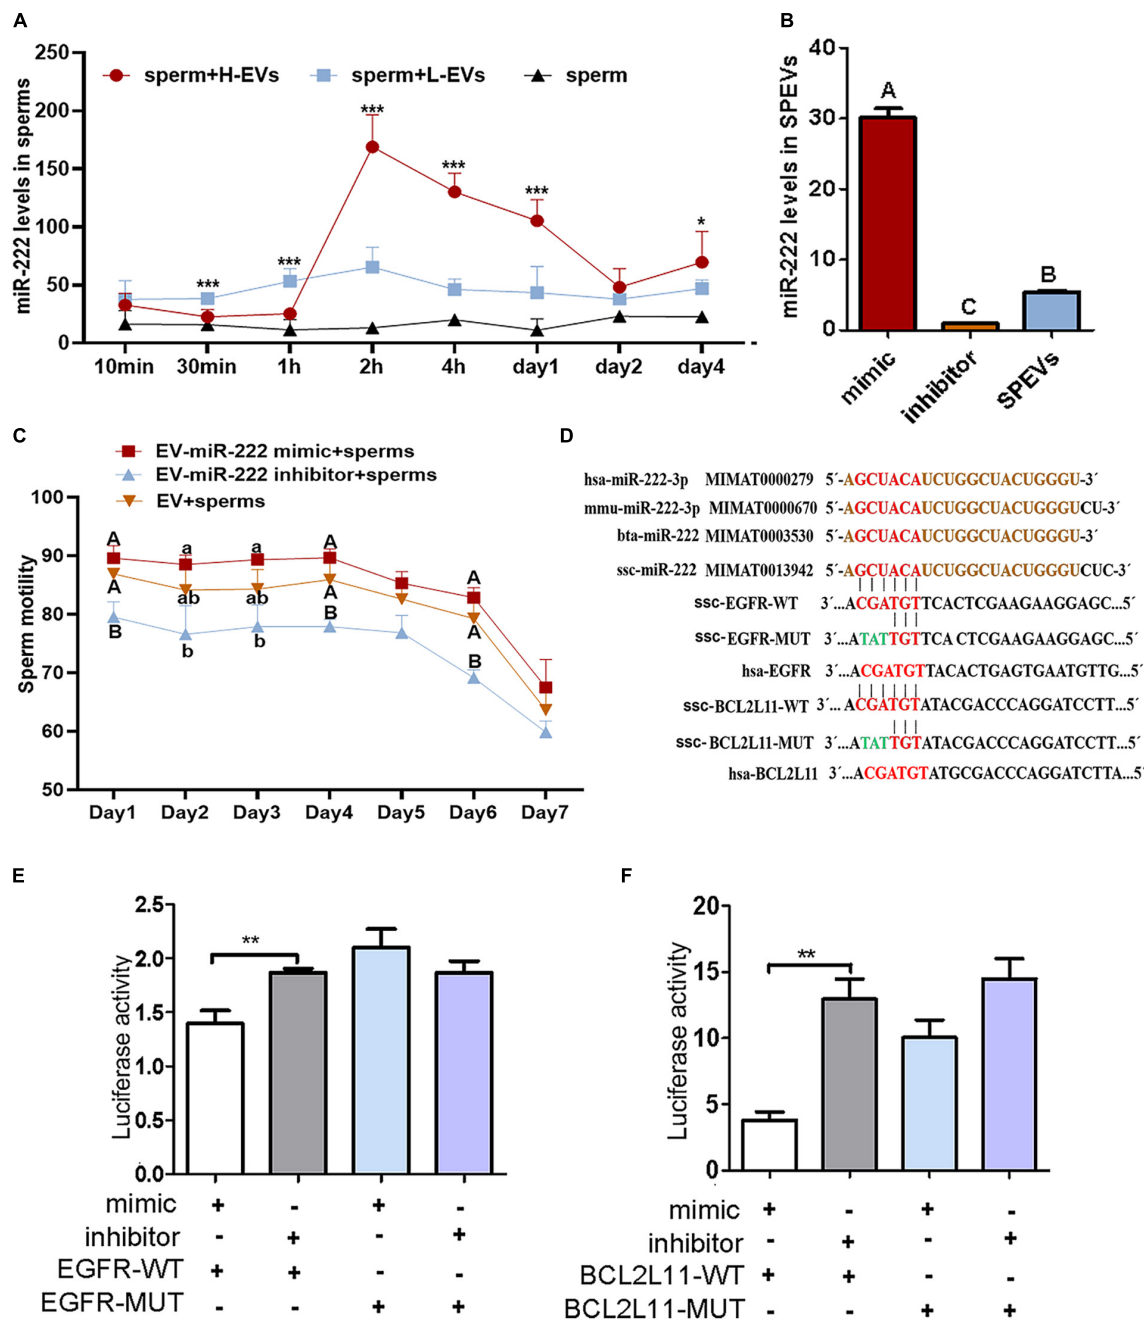 A
250
200
150
100
50
0
miR-222 levels in sperms
sperm+H-EVs sperm+L-EVs sperm
*** *** *** *** *** *
10min 30min 1h 2h 4h day1 day2 day4
B
40
30
20
10
0
miR-222 levels in SPEVs
A
C
B
mimic inhibitor SPEVs
C
EV-miR-222 mimic+sperms
EV-miR-222 inhibitor+sperms
EV+sperms
100
90
80
70
60
50
Sperm motility
A a a A A
A ab ab A A
B b b B B
Day1 Day2 Day3 Day4 Day5 Day6 Day7
D
hsa-miR-222-3p MIMAT0000279 5´-AGCUACAUCUGGCUACUGGGU-3´
mmu-miR-222-3p MIMAT0000670 5´-AGCUACAUCUGGCUACUGGGUCU-3´
bta-miR-222 MIMAT0003530 5´-AGCUACAUCUGGCUACUGGGU-3´
ssc-miR-222 MIMAT0013942 5´-AGCUACAUCUGGCUACUGGGUCUC-3´
ssc-EGFR-WT 3´...ACGATGTTCACTCGAAGAAGGAGC...5´
ssc-EGFR-MUT 3´...ATATTGTTCACTCGAAGAAGGAGC...5´
hsa-EGFR 3´...ACGATGTTACACTGAGTGAATGTTG...5´
ssc-BCL2L11-WT 3´...ACGATGTATACGACCCAGGATCCTT...5´
ssc-BCL2L11-MUT 3´...ATATTGTATACGACCCAGGATCCTT...5´
hsa-BCL2L11 3´...ACGATGTATGCGACCCAGGATCTTA...5´
E
2.5
2.0
1.5
1.0
0.5
0.0
Luciferase activity
**
mimic + - + -
inhibitor - + - +
EGFR-WT + + - -
EGFR-MUT - - + +
F
20
15
10
5
0
Luciferase activity
**
mimic + - + -
inhibitor - + - +
BCL2L11-WT + + - -
BCL2L11-MUT - - + +